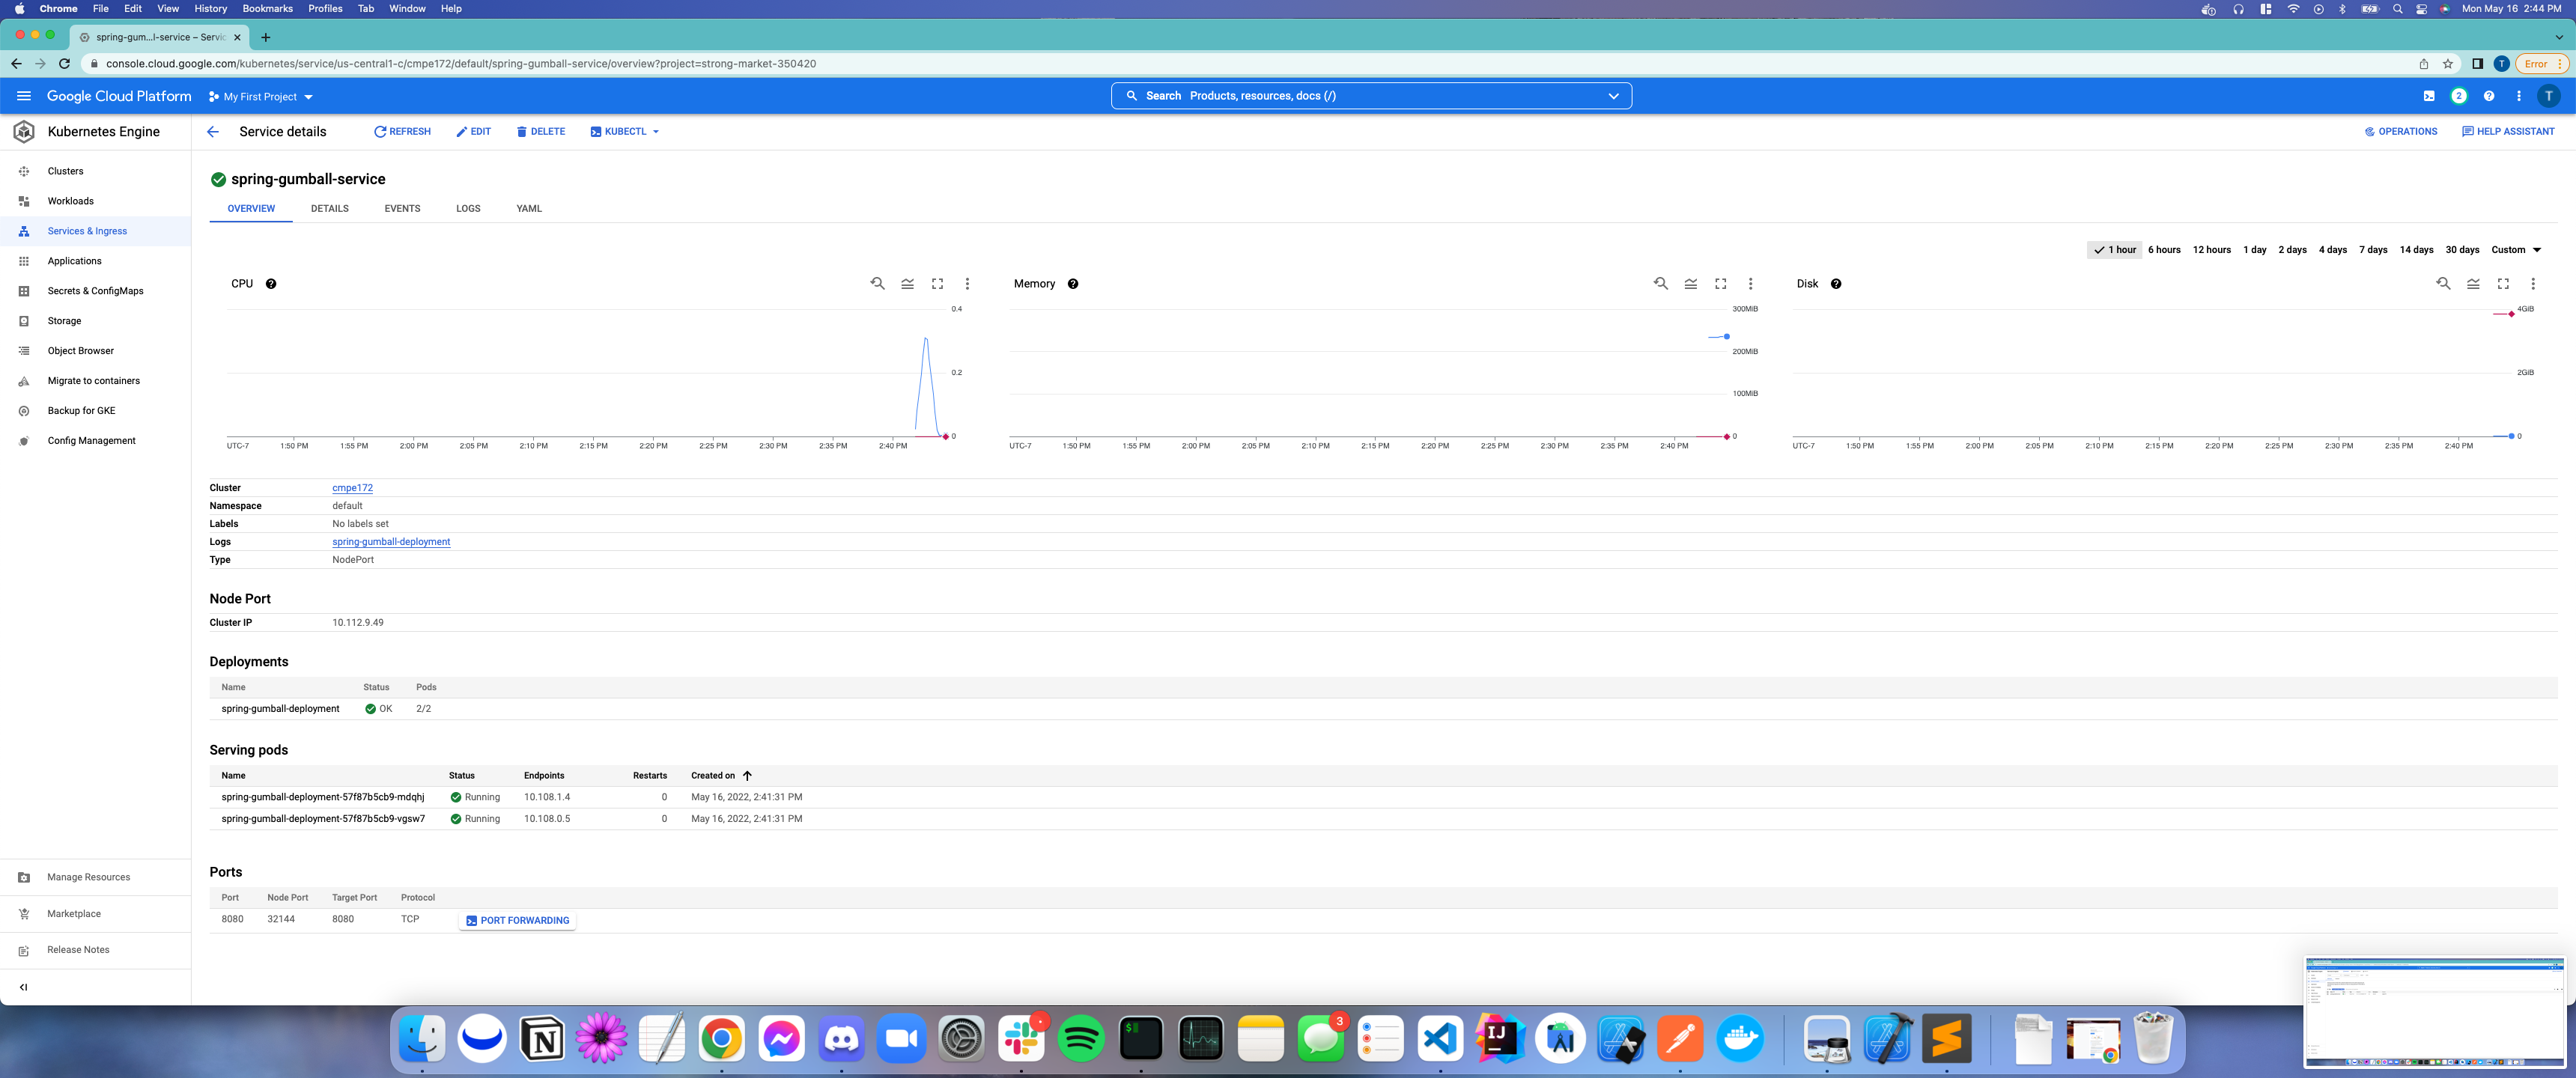 Chrome File Edit View History Bookmarks Profiles Tab Window Help Mon May 16 2:44 PM
spring-gum...l-service – Servic
console.cloud.google.com/kubernetes/service/us-central1-c/cmpe172/default/spring-gumball-service/overview?project=strong-market-350420 T Error
Google Cloud Platform My First Project Search Products, resources, docs (/) 2 T
Kubernetes Engine Service details REFRESH EDIT DELETE KUBECTL OPERATIONS HELP ASSISTANT
Clusters
Workloads
Services & Ingress
Applications
Secrets & ConfigMaps
Storage
Object Browser
Migrate to containers
Backup for GKE
Config Management
Manage Resources
Marketplace
Release Notes
spring-gumball-service
OVERVIEW DETAILS EVENTS LOGS YAML
1 hour 6 hours 12 hours 1 day 2 days 4 days 7 days 14 days 30 days Custom
CPU
0.4
0.2
0
UTC-7 1:50 PM 1:55 PM 2:00 PM 2:05 PM 2:10 PM 2:15 PM 2:20 PM 2:25 PM 2:30 PM 2:35 PM 2:40 PM
Memory
300MiB
200MiB
100MiB
0
UTC-7 1:50 PM 1:55 PM 2:00 PM 2:05 PM 2:10 PM 2:15 PM 2:20 PM 2:25 PM 2:30 PM 2:35 PM 2:40 PM
Disk
4GiB
2GiB
0
UTC-7 1:50 PM 1:55 PM 2:00 PM 2:05 PM 2:10 PM 2:15 PM 2:20 PM 2:25 PM 2:30 PM 2:35 PM 2:40 PM
Cluster cmpe172
Namespace default
Labels No labels set
Logs spring-gumball-deployment
Type NodePort
Node Port
Cluster IP 10.112.9.49
Deployments
Name Status Pods
spring-gumball-deployment OK 2/2
Serving pods
Name Status Endpoints Restarts Created on
spring-gumball-deployment-57f87b5cb9-mdqhj Running 10.108.1.4 0 May 16, 2022, 2:41:31 PM
spring-gumball-deployment-57f87b5cb9-vgsw7 Running 10.108.0.5 0 May 16, 2022, 2:41:31 PM
Ports
Port Node Port Target Port Protocol
8080 32144 8080 TCP PORT FORWARDING
3
IJ